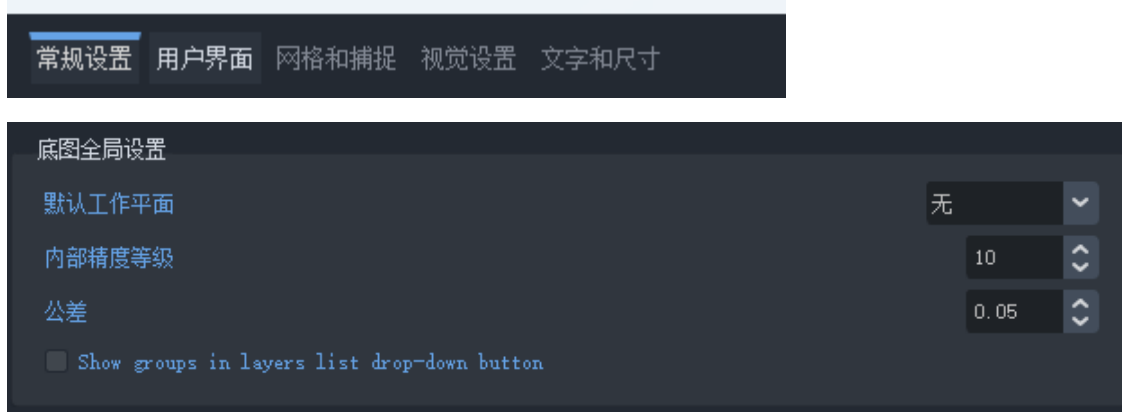 常规设置 用户界面 网格和捕捉 视觉设置 文字和尺寸
底图全局设置
默认工作平面 无
内部精度等级 10
公差 0.05
Show groups in layers list drop-down button